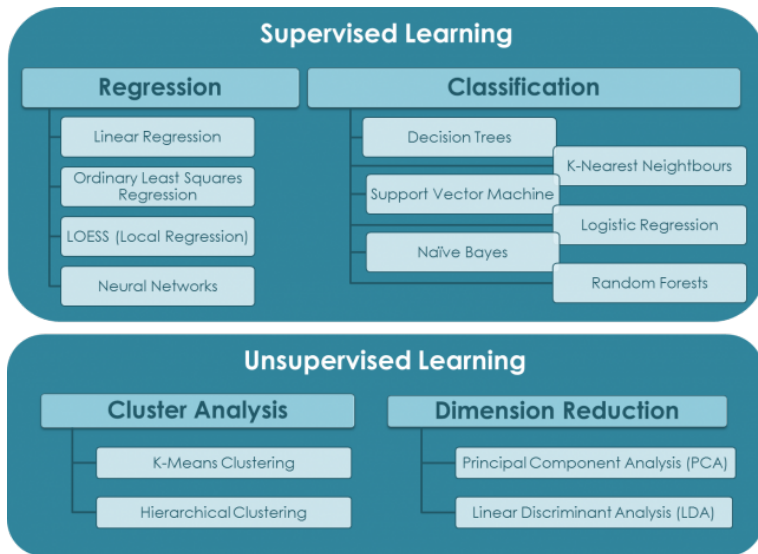 Supervised Learning
Regression
Linear Regression
Ordinary Least Squares
Regression
LOESS (Local Regression)
Neural Networks
Classification
Decision Trees
K-Nearest Neighbours
Support Vector Machine
Logistic Regression
Naïve Bayes
Random Forests
Unsupervised Learning
Cluster Analysis
K-Means Clustering
Hierarchical Clustering
Dimension Reduction
Principal Component Analysis (PCA)
Linear Discriminant Analysis (LDA)